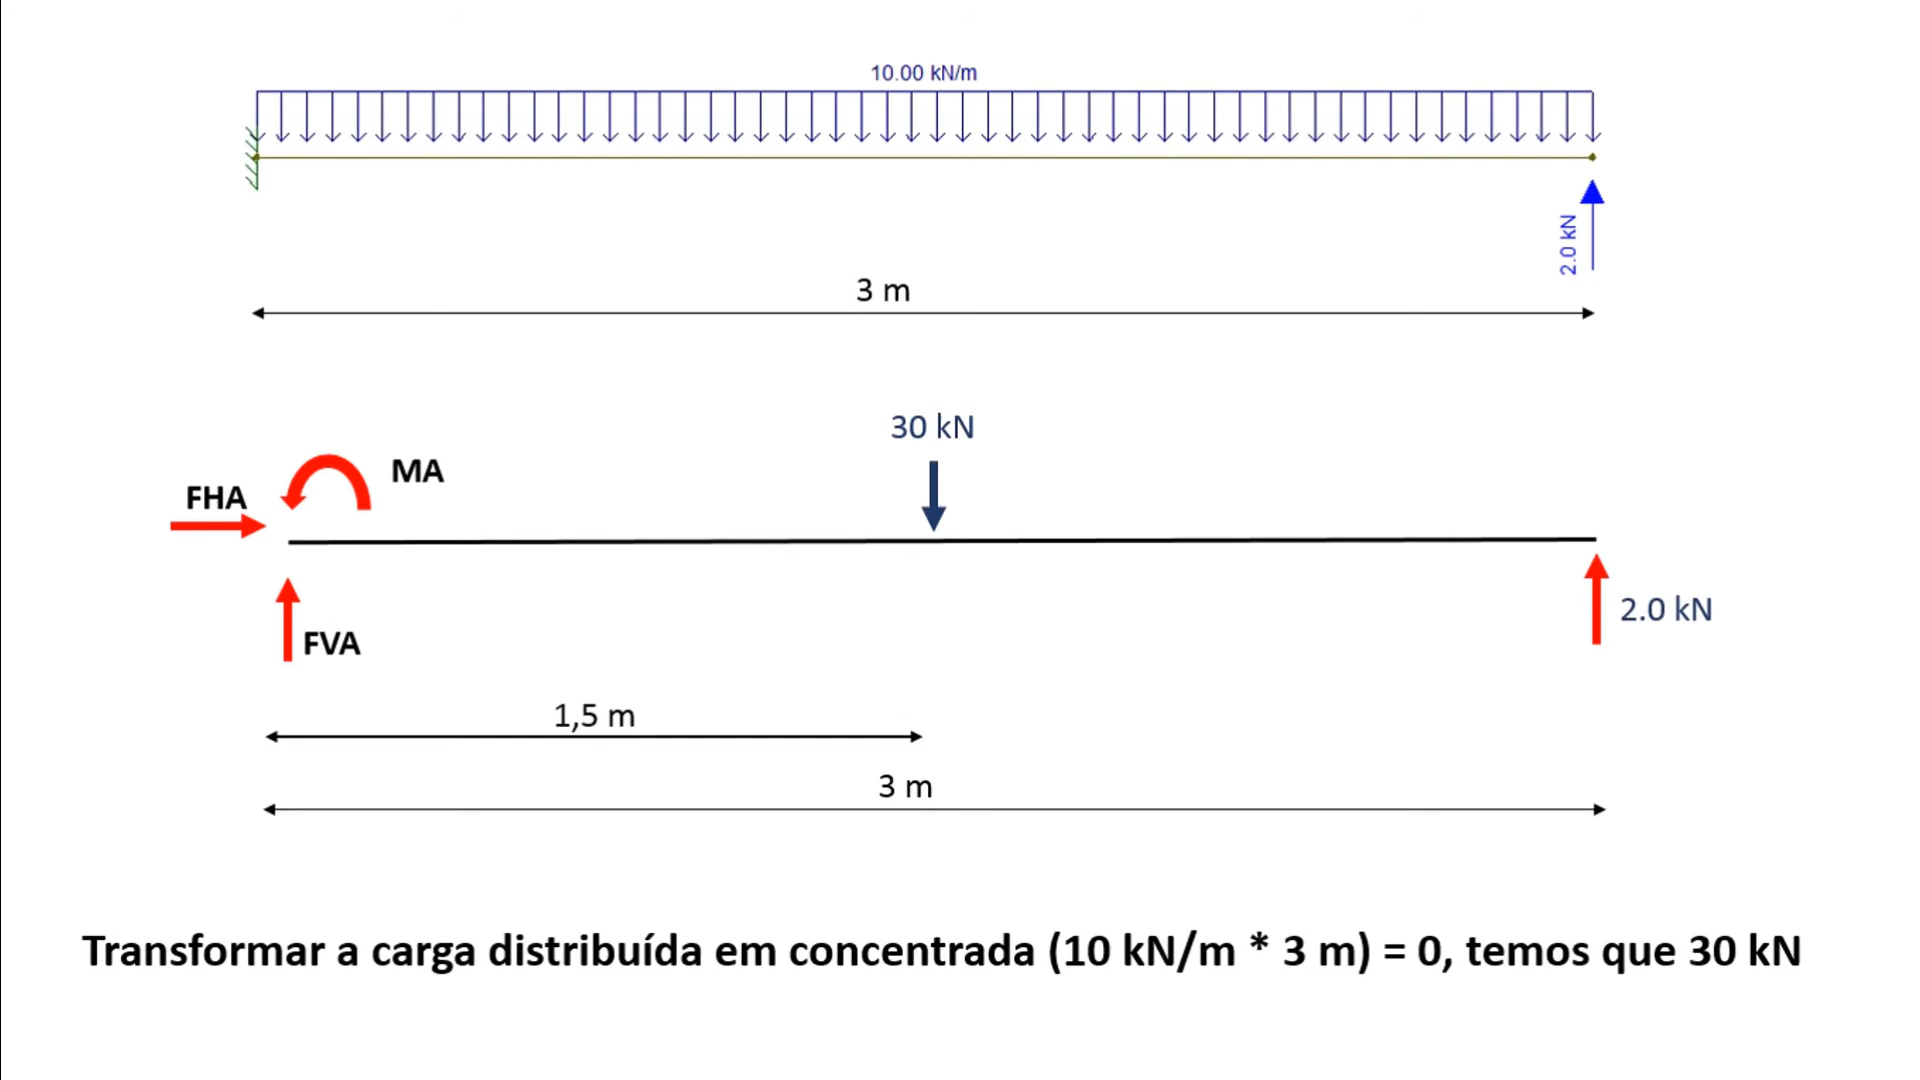 10.00 kN/m
2.0 kN
3 m
30 kN
MA
FHA
2.0 kN
FVA
1,5 m
3 m
Transformar a carga distribuída em concentrada (10 kN/m * 3 m) = 0, temos que 30 kN